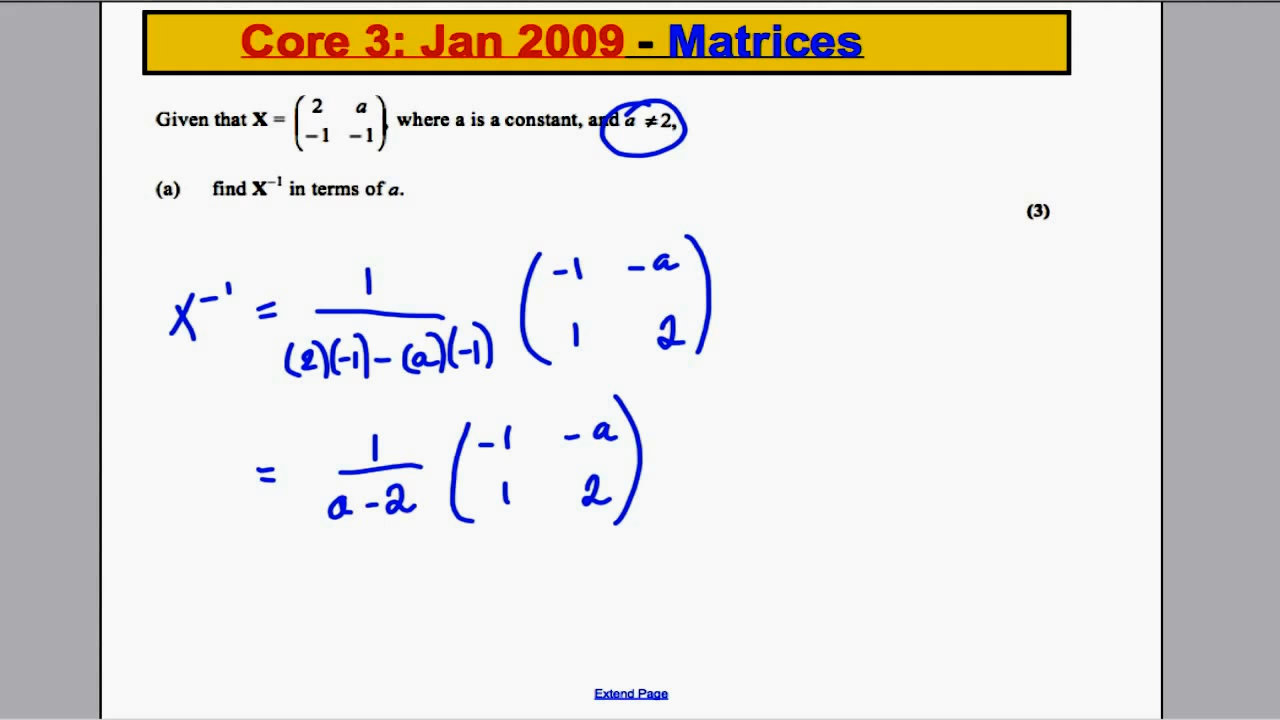 Core 3: Jan 2009 - Matrices
Given that X = ( 2 a ; −1 −1 ), where a is a constant, and a ≠ 2,
(a) find X⁻¹ in terms of a.
(3)
X⁻¹ = 1 / ((2)(-1) - (a)(-1)) ( -1 -a ; 1 2 )
= 1 / (a - 2) ( -1 -a ; 1 2 )
Extend Page